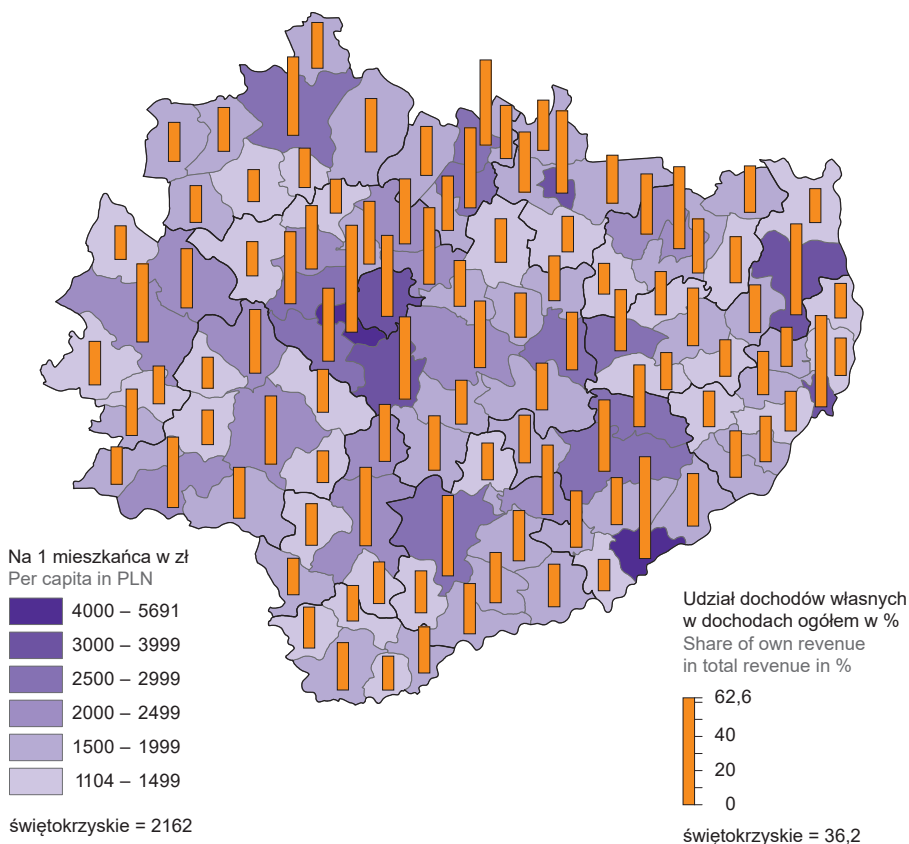 Na 1 mieszkańca w zł
Per capita in PLN
4000 – 5691
3000 – 3999
2500 – 2999
2000 – 2499
1500 – 1999
1104 – 1499
świętokrzyskie = 2162
Udział dochodów własnych
w dochodach ogółem w %
Share of own revenue
in total revenue in %
62,6
40
20
0
świętokrzyskie = 36,2